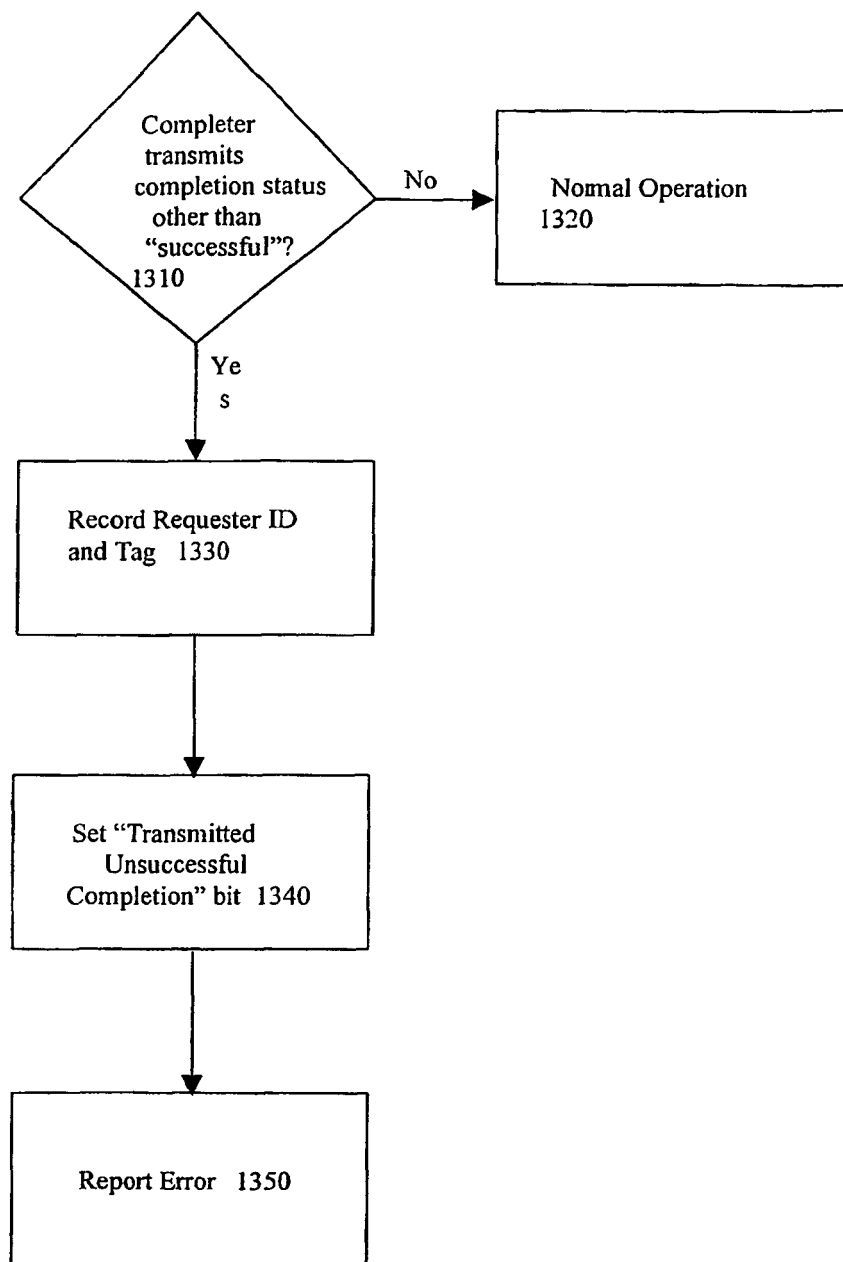 Completer
transmits
completion status
other than
“successful”?
1310
No
Normal Operation
1320
Ye
s
Record Requester ID
and Tag 1330
Set “Transmitted
Unsuccessful
Completion” bit 1340
Report Error 1350